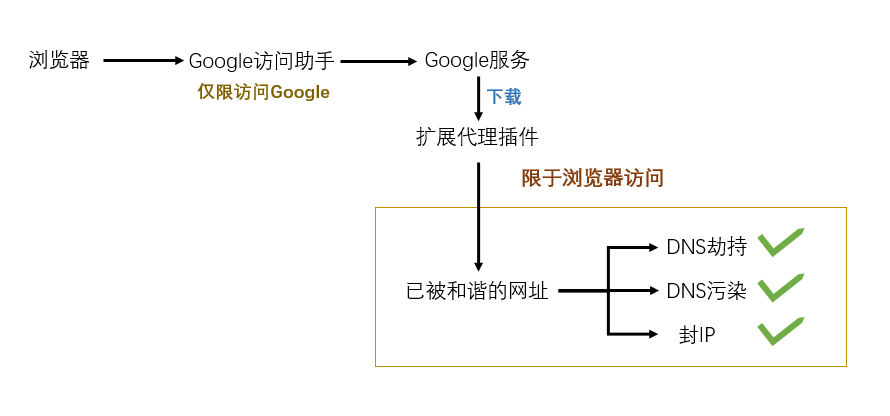 浏览器
Google访问助手
Google服务
仅限访问Google
下载
扩展代理插件
限于浏览器访问
DNS劫持
已被和谐的网址
DNS污染
封IP